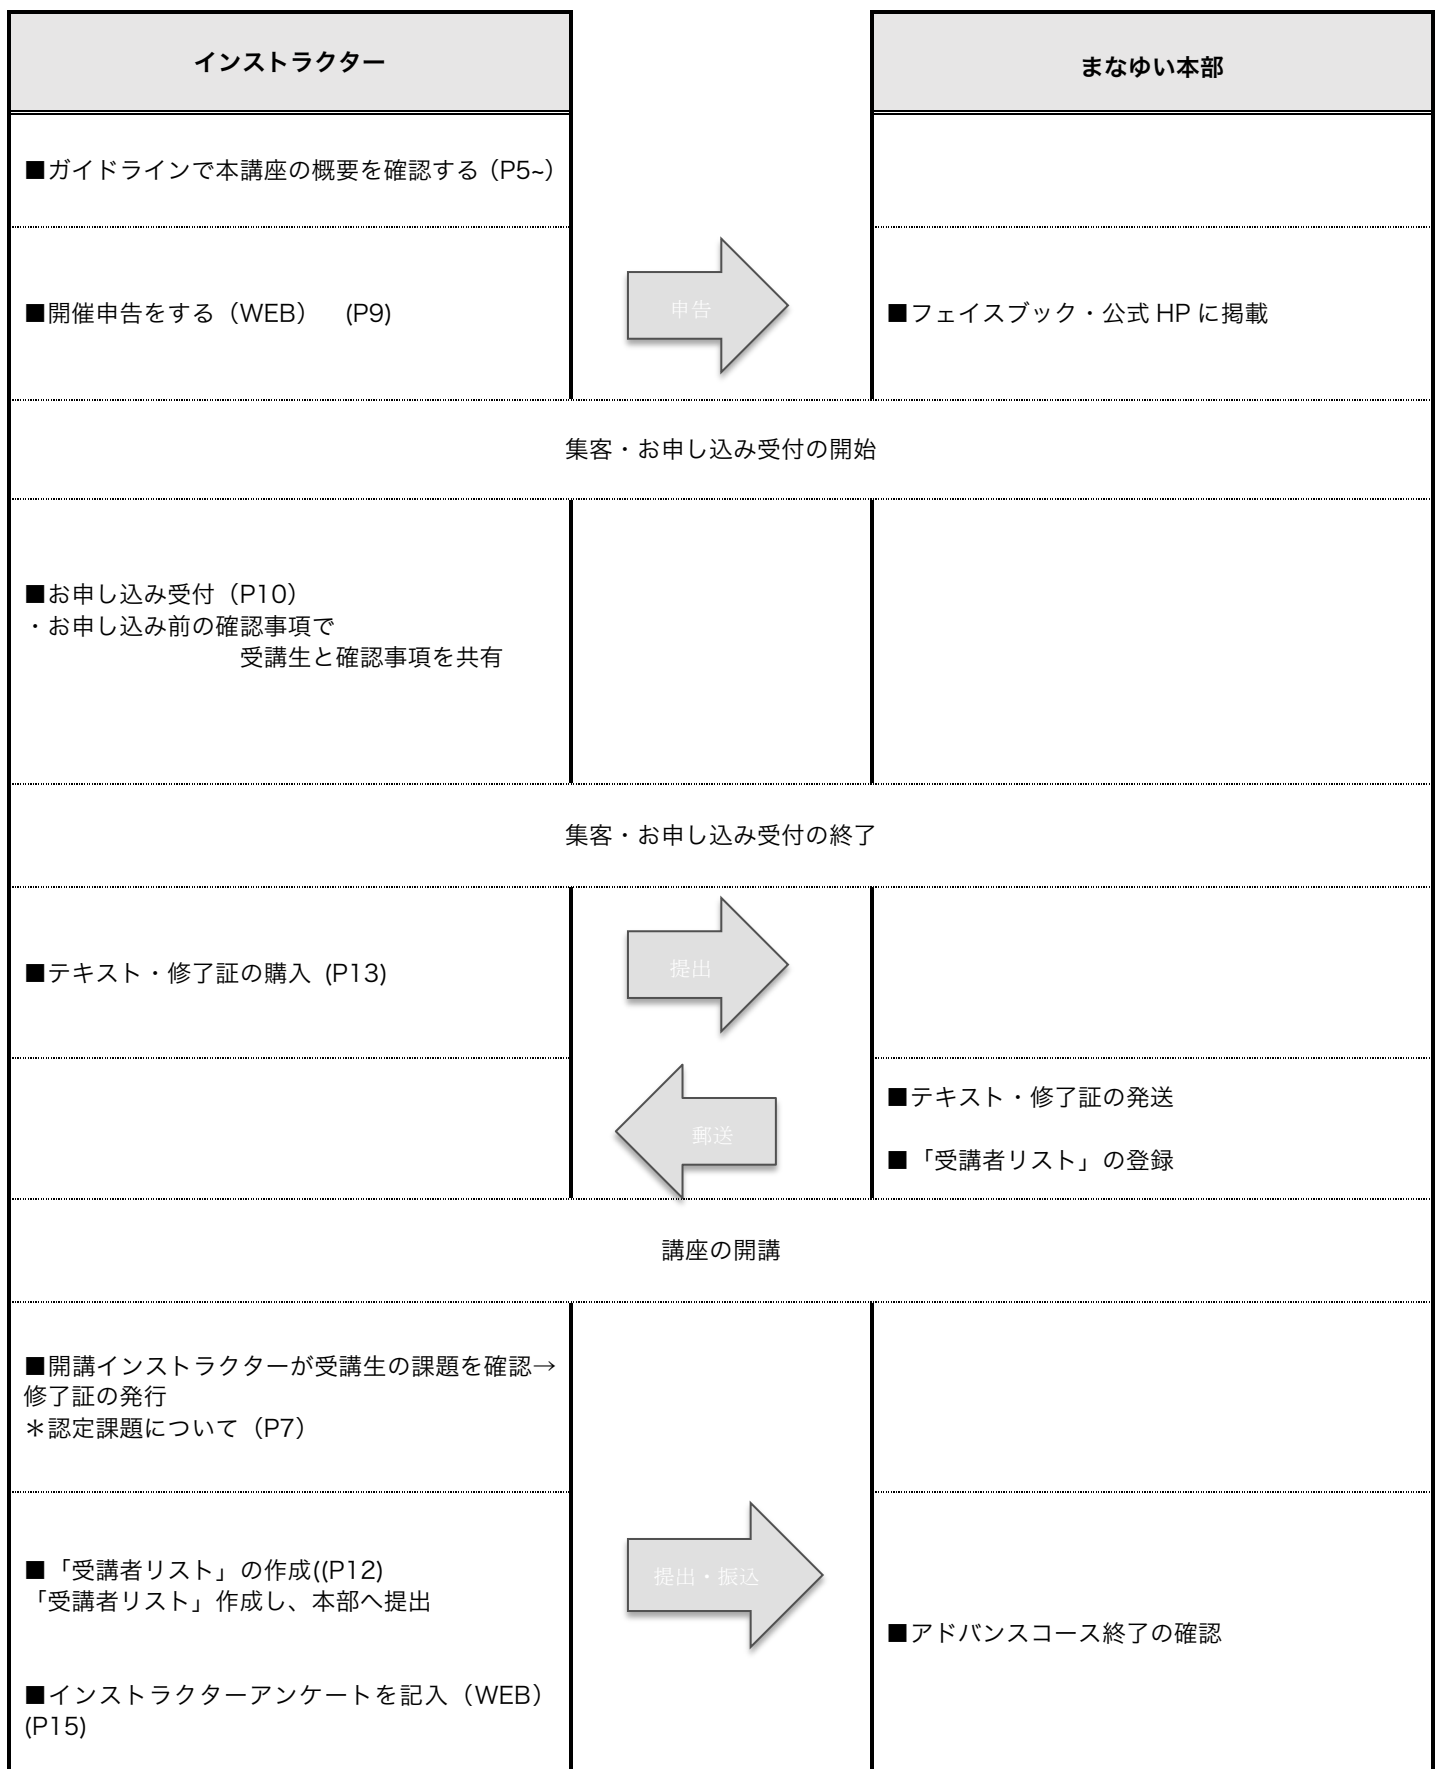 インストラクター
まなゆい本部
■ガイドラインで本講座の概要を確認する（P5~）
■開催申告をする（WEB）　(P9)
申告
■フェイスブック・公式 HP に掲載
集客・お申し込み受付の開始
■お申し込み受付（P10）
・お申し込み前の確認事項で
受講生と確認事項を共有
集客・お申し込み受付の終了
■テキスト・修了証の購入 (P13)
提出
郵送
■テキスト・修了証の発送
■「受講者リスト」の登録
講座の開講
■開講インストラクターが受講生の課題を確認→
修了証の発行
＊認定課題について（P7）
■「受講者リスト」の作成((P12)
「受講者リスト」作成し、本部へ提出
提出・振込
■アドバンスコース終了の確認
■インストラクターアンケートを記入（WEB）
(P15)